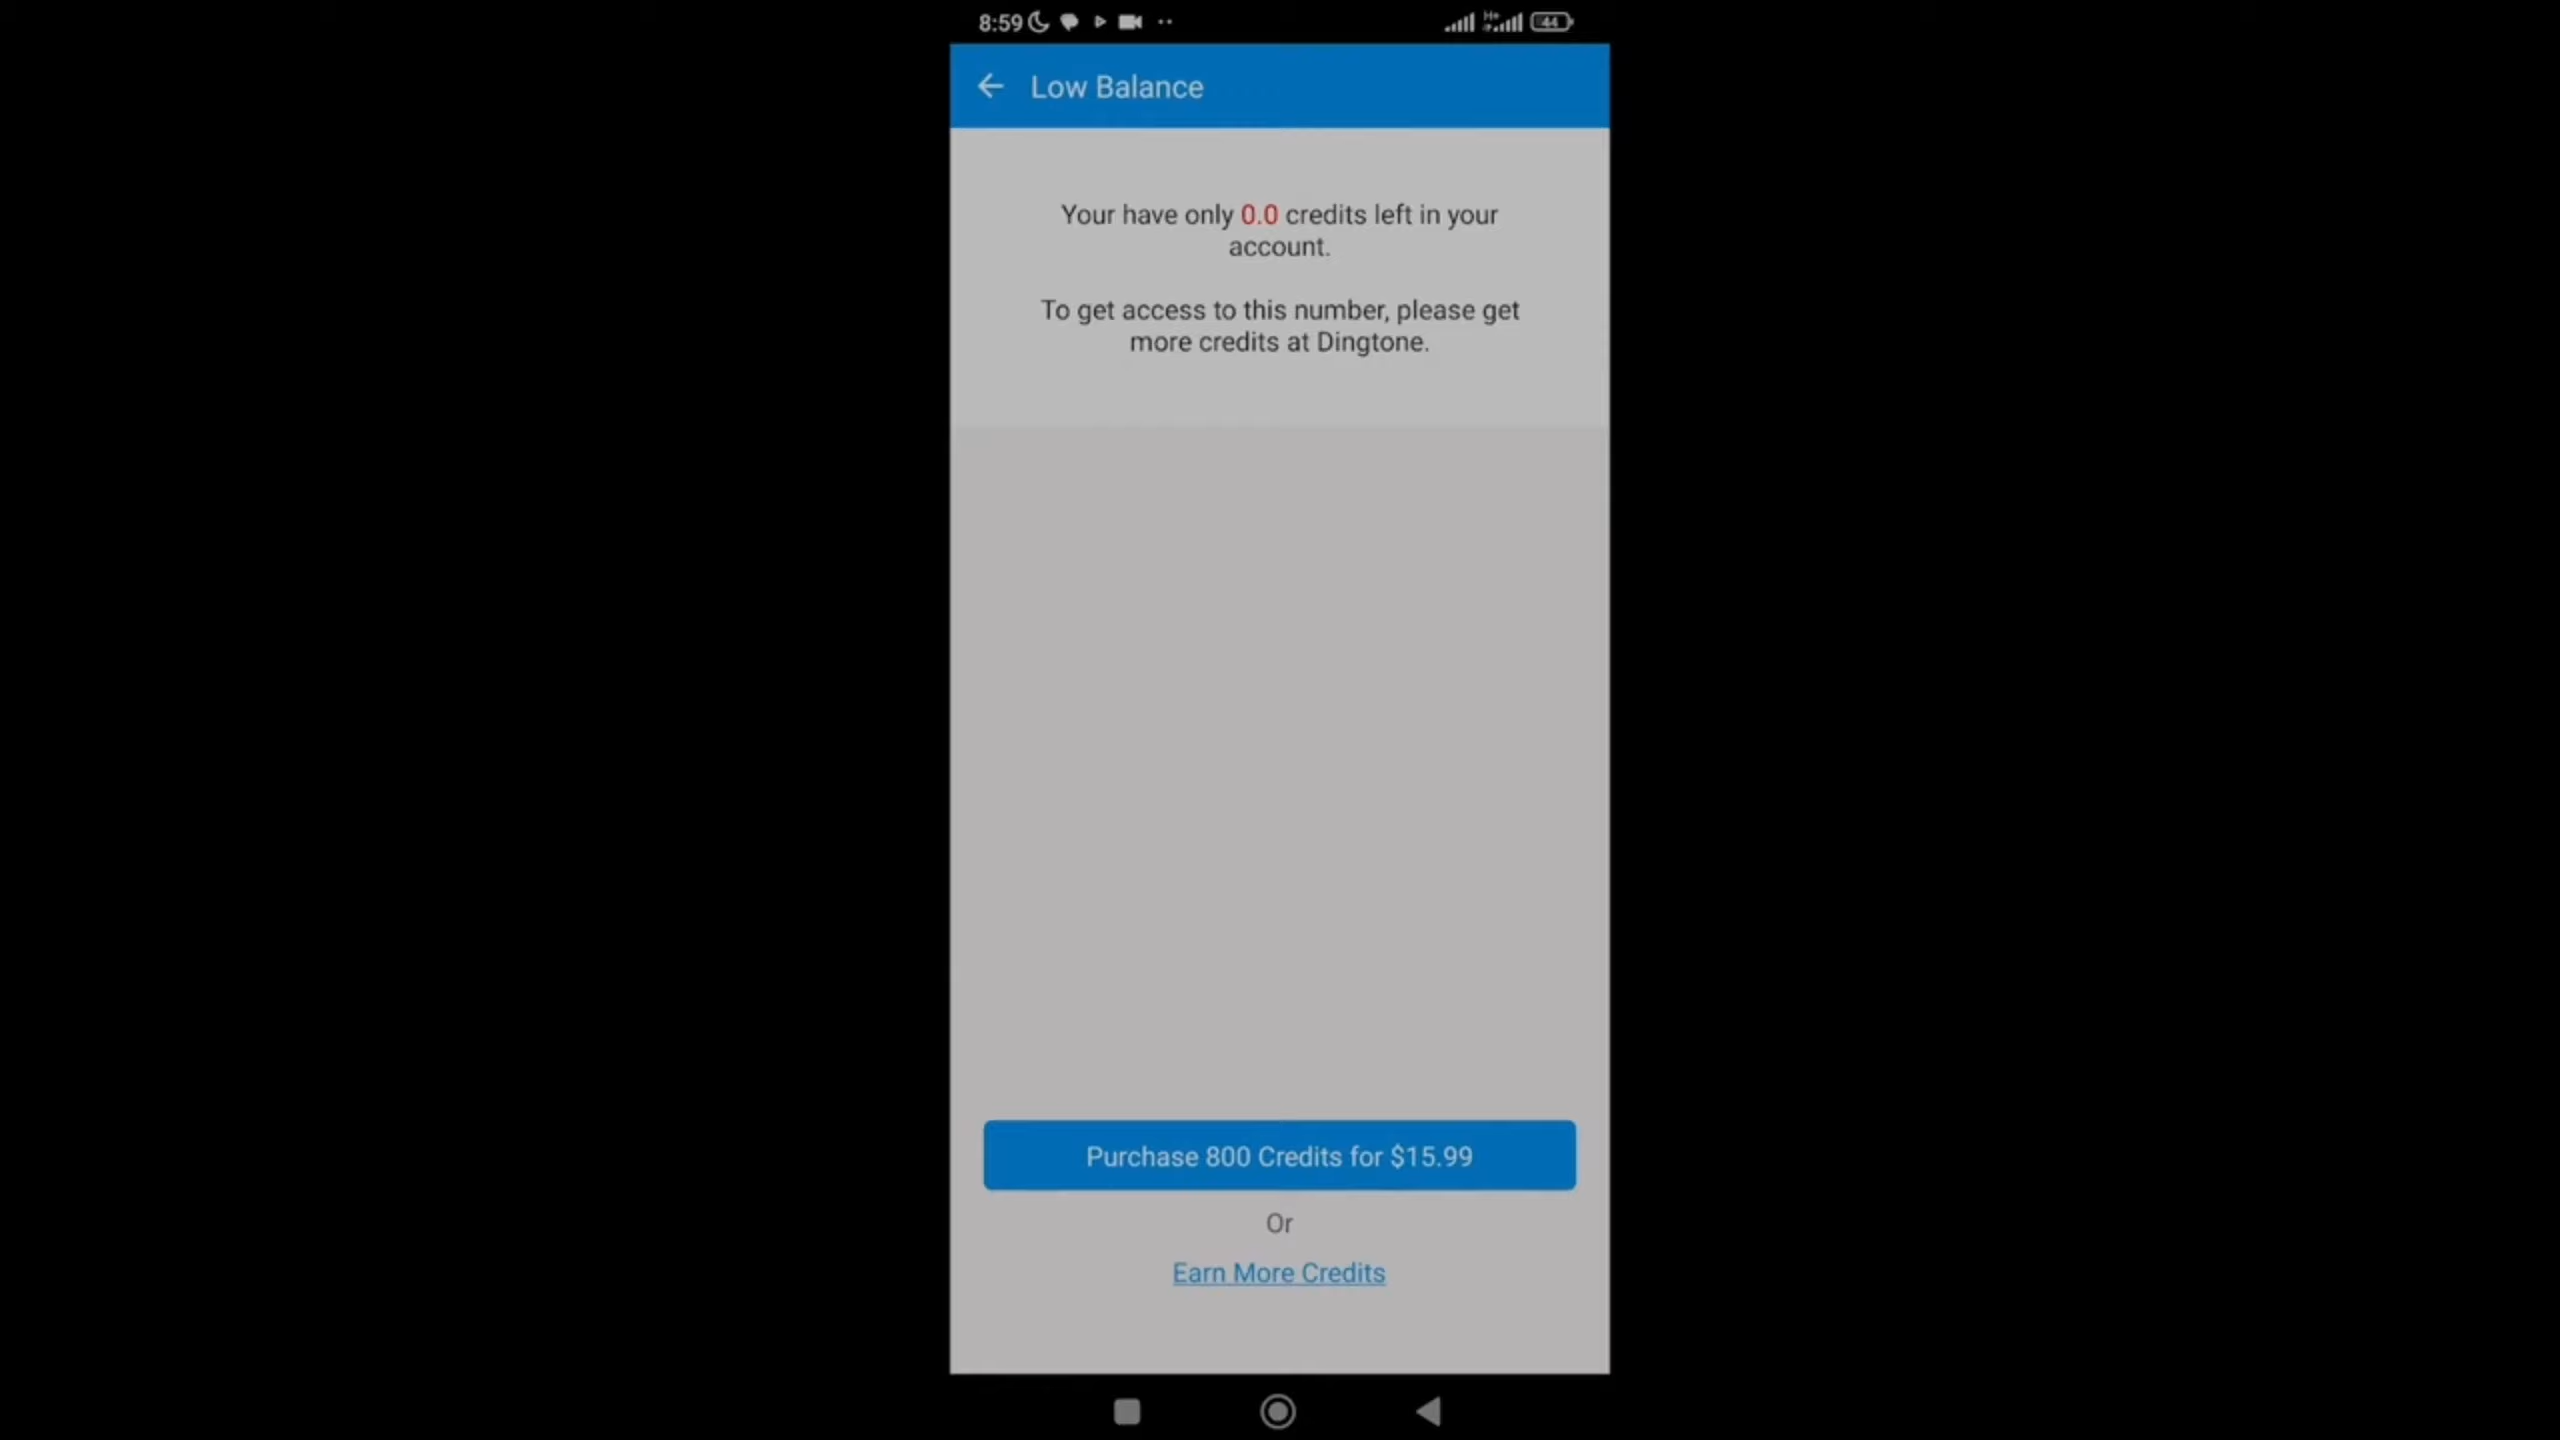 8:59
H+
44
Low Balance
Your have only 0.0 credits left in your
account.
To get access to this number, please get
more credits at Dingtone.
Purchase 800 Credits for $15.99
Or
Earn More Credits